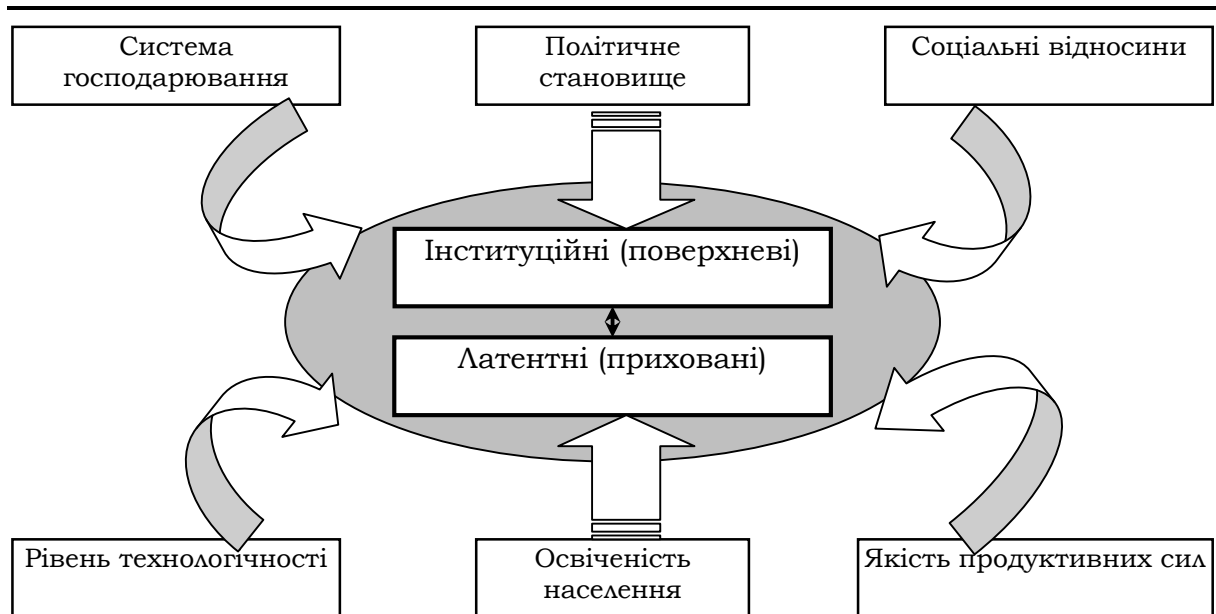 Система
господарювання
Політичне
становище
Соціальні відносини
Інституційні (поверхневі)
Латентні (приховані)
Рівень технологічності
Освіченість
населення
Якість продуктивних сил